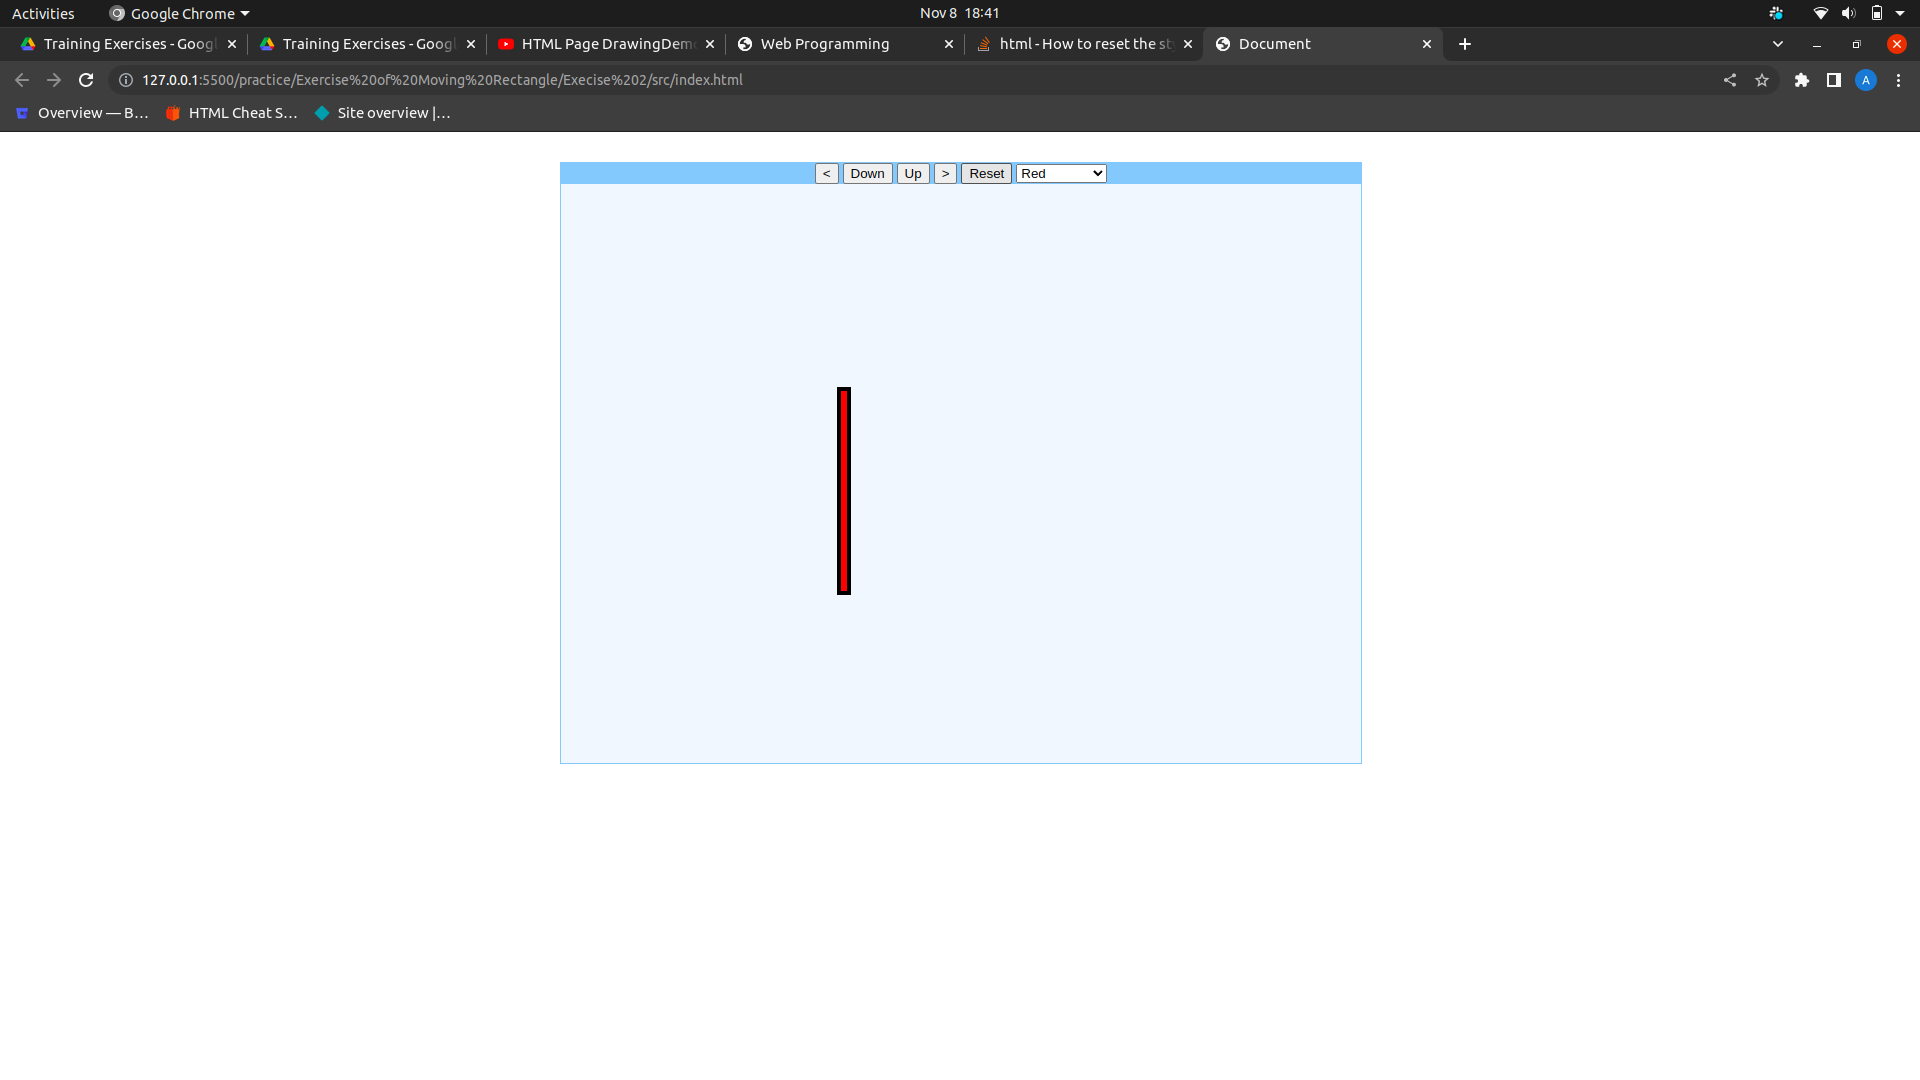 Activities Google Chrome Nov 8 18:41
Training Exercises - Googl Training Exercises - Googl HTML Page DrawingDem Web Programming html - How to reset the st Document
127.0.0.1:5500/practice/Exercise%20of%20Moving%20Rectangle/Execise%202/src/index.html A
Overview — B... HTML Cheat S... Site overview |...
< Down Up > Reset Red